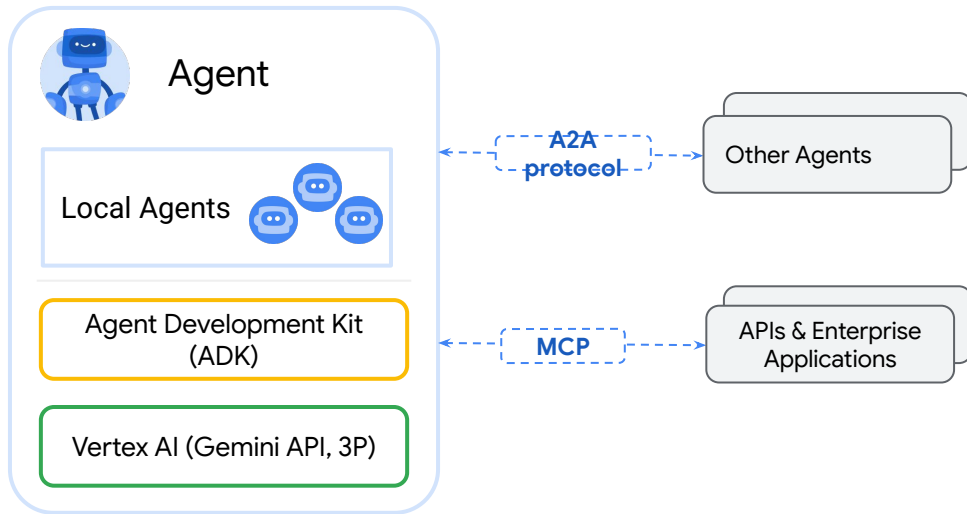 Agent
A2A
protocol
Other Agents
Local Agents
Agent Development Kit
(ADK)
MCP
APIs & Enterprise
Applications
Vertex AI (Gemini API, 3P)